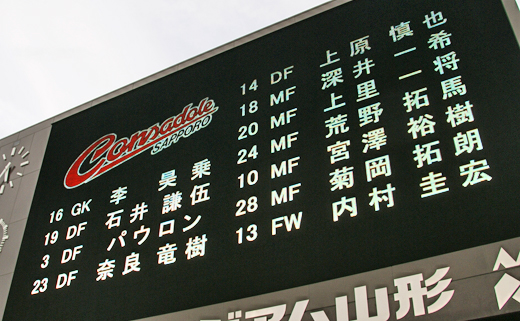 Consadole
SAPPORO
16 GK 李 昊乗
19 DF 石井 謙伍
3 DF パウロン
23 DF 奈良 竜樹
14 DF 上原 慎也
18 MF 深井 一希
20 MF 上里 一将
24 MF 荒野 拓馬
10 MF 宮澤 裕樹
28 MF 菊岡 拓朗
13 FW 内村 圭宏
山形